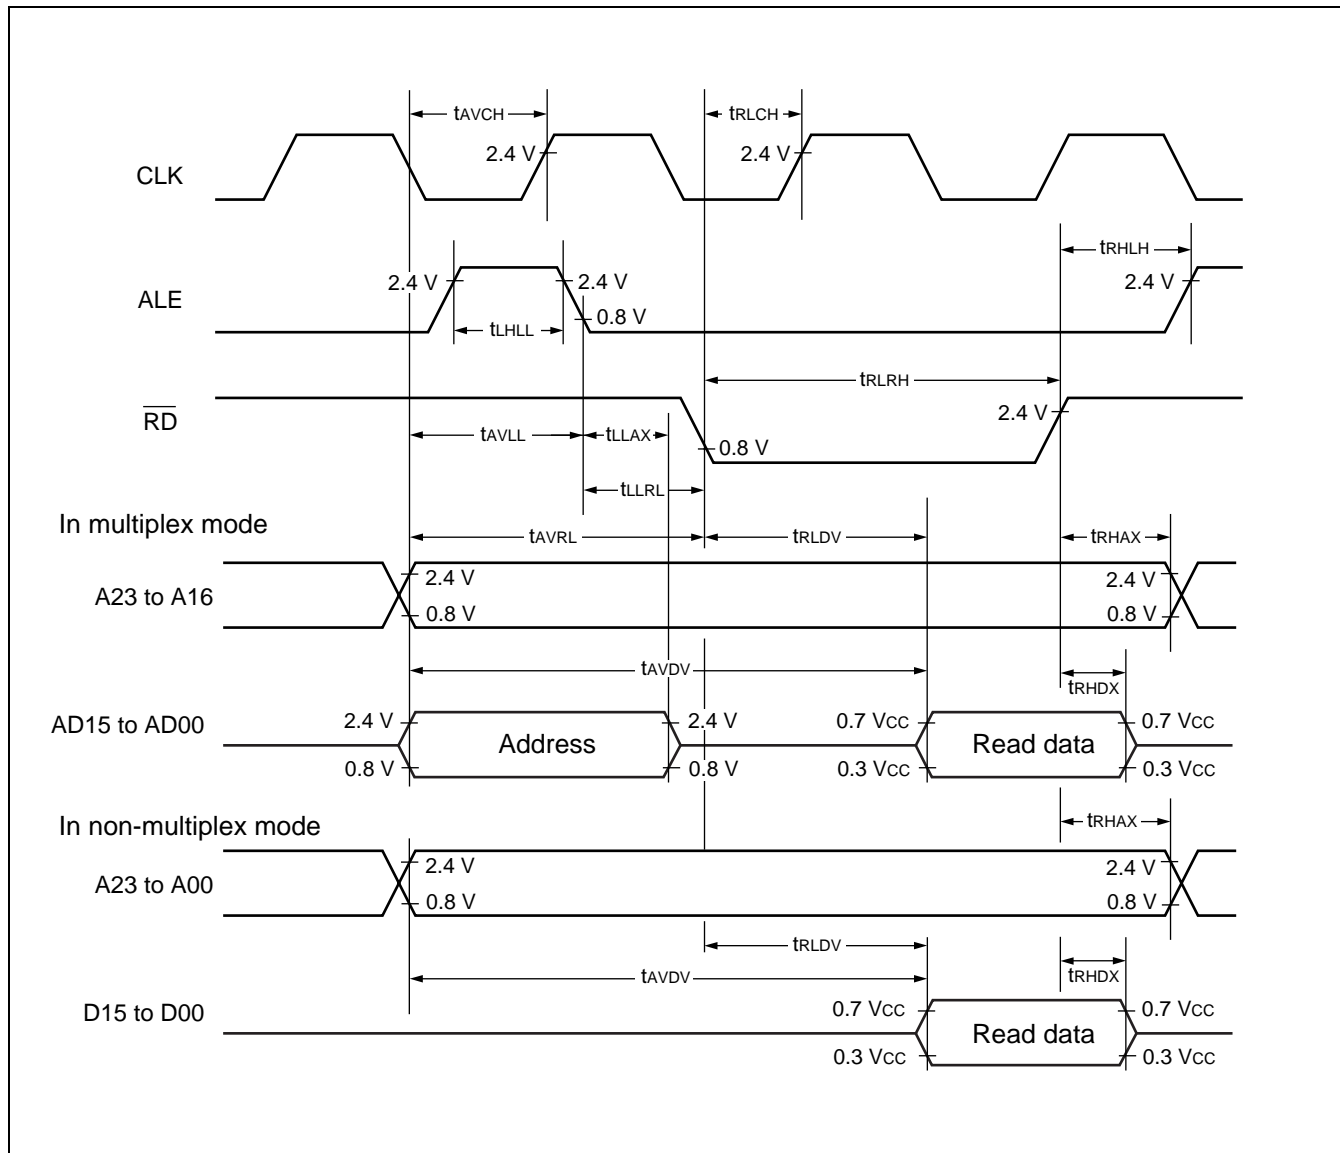 tAVCH
tRLCH
2.4 V
2.4 V
CLK
tRHLH
2.4 V
2.4 V
2.4 V
ALE
0.8 V
tLHLL
tRLRH
2.4 V
RD
tAVLL
tLLAX
0.8 V
tLLRL
In multiplex mode
tAVRL
tRLDV
tRHAX
2.4 V
2.4 V
A23 to A16
0.8 V
0.8 V
tAVDV
tRHDX
AD15 to AD00
2.4 V
Address
2.4 V
0.7 VCC
Read data
0.7 VCC
0.8 V
0.8 V
0.3 VCC
0.3 VCC
In non-multiplex mode
tRHAX
2.4 V
2.4 V
A23 to A00
0.8 V
0.8 V
tRLDV
tAVDV
tRHDX
D15 to D00
0.7 VCC
Read data
0.7 VCC
0.3 VCC
0.3 VCC